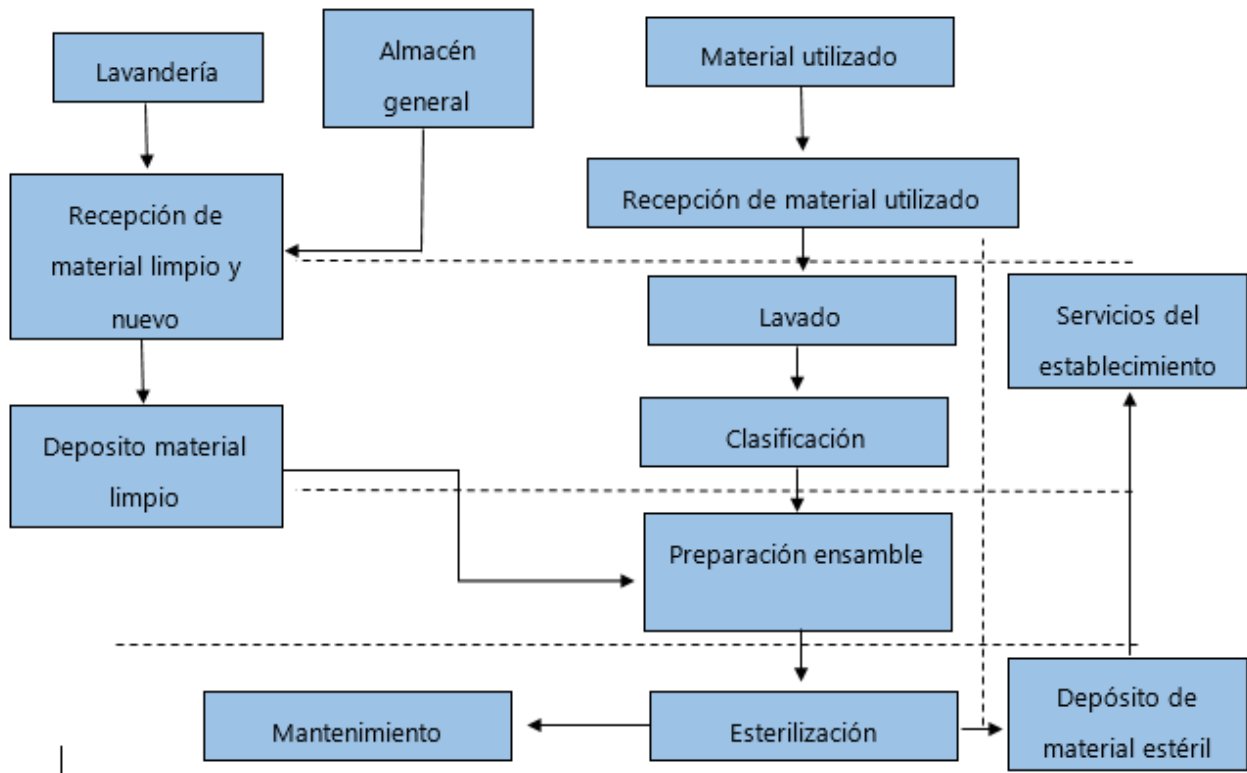 Lavandería
Almacén
general
Material utilizado
Recepción de
material limpio y
nuevo
Recepción de material utilizado
Lavado
Servicios del
establecimiento
Deposito material
limpio
Clasificación
Preparación ensamble
Mantenimiento
Esterilización
Depósito de
material estéril